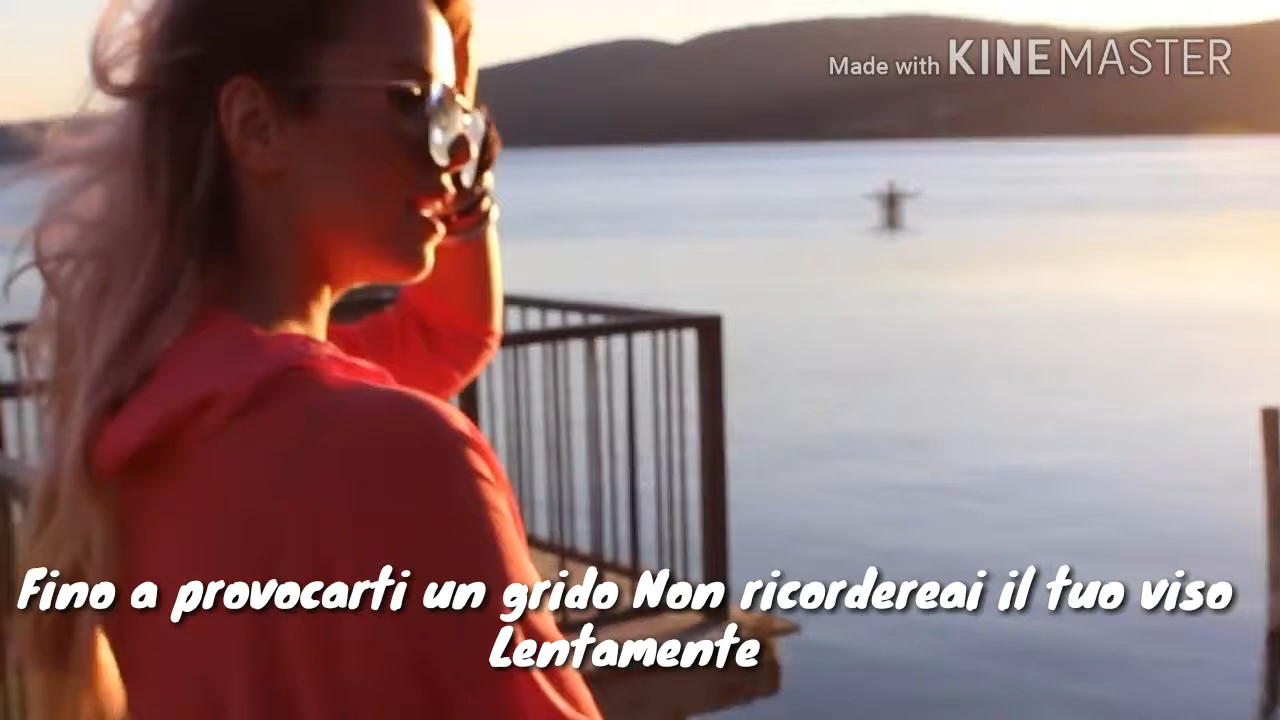 Made with KINEMASTER
Fino a provocarti un grido Non ricordereai il tuo viso
Lentamente